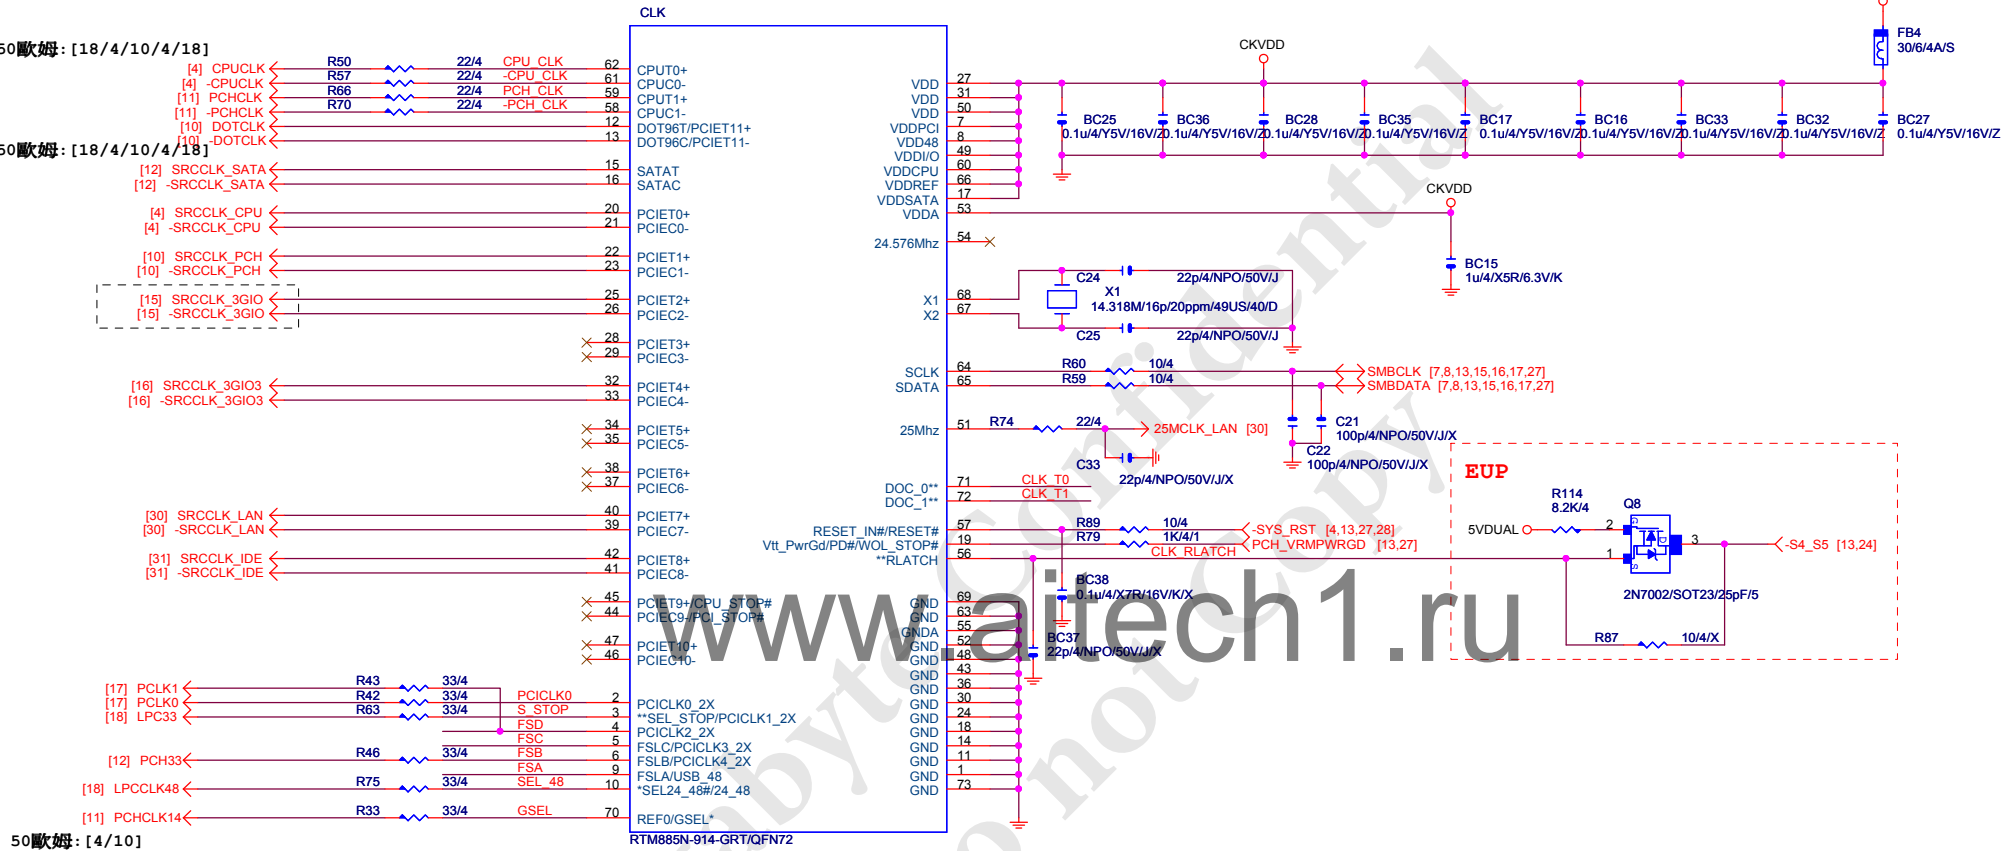 CLK
50歐姆:[18/4/10/4/18]
[4] CPUCLK R50 22/4 CPU_CLK 62 CPUT0+
[4] -CPUCLK R57 22/4 -CPU_CLK 61 CPUC0-
[11] PCHCLK R66 22/4 PCH_CLK 59 CPUT1+
[11] -PCHCLK R70 22/4 -PCH_CLK 58 CPUC1-
[10] DOTCLK 12 DOT96T/PCIET11+
[10] -DOTCLK 13 DOT96C/PCIET11-
50歐姆:[18/4/10/4/18]
[12] SRCCLK_SATA 15 SATAT
[12] -SRCCLK_SATA 16 SATAC
[4] SRCCLK_CPU 20 PCIET0+
[4] -SRCCLK_CPU 21 PCIEC0-
[10] SRCCLK_PCH 22 PCIET1+
[10] -SRCCLK_PCH 23 PCIEC1-
[15] SRCCLK_3GIO 25 PCIET2+
[15] -SRCCLK_3GIO 26 PCIEC2-
28 PCIET3+
29 PCIEC3-
[16] SRCCLK_3GIO3 32 PCIET4+
[16] -SRCCLK_3GIO3 33 PCIEC4-
34 PCIET5+
35 PCIEC5-
38 PCIET6+
37 PCIEC6-
[30] SRCCLK_LAN 40 PCIET7+
[30] -SRCCLK_LAN 39 PCIEC7-
[31] SRCCLK_IDE 42 PCIET8+
[31] -SRCCLK_IDE 41 PCIEC8-
45 PCIET9+/CPU_STOP#
44 PCIEC9-/PCI_STOP#
47 PCIET10+
46 PCIEC10-
[17] PCLK1 R43 33/4
[17] PCLK0 R42 33/4 PCICLK0 2 PCICLK0_2X
[18] LPC33 R63 33/4 S_STOP 3 **SEL_STOP/PCICLK1_2X
FSD 4 PCICLK2_2X
FSC 5 FSLC/PCICLK3_2X
[12] PCH33 R46 33/4 FSB 6 FSLB/PCICLK4_2X
FSA 9 FSLA/USB_48
[18] LPCCLK48 R75 33/4 SEL_48 10 *SEL24_48#/24_48
[11] PCHCLK14 R33 33/4 GSEL 70 REF0/GSEL*
50歐姆:[4/10]
RTM885N-914-GRT/QFN72
VDD 27
VDD 31
VDD 50
VDDPCI 7
VDD48 8
VDDI/O 49
VDDCPU 60
VDDREF 66
VDDSATA 17
VDDA 53
24.576Mhz 54
X1 68
X2 67
SCLK 64 R60 10/4 SMBCLK [7,8,13,15,16,17,27]
SDATA 65 R59 10/4 SMBDATA [7,8,13,15,16,17,27]
25Mhz 51 R74 22/4 25MCLK_LAN [30]
DOC_0** 71 CLK_T0
DOC_1** 72 CLK_T1
RESET_IN#/RESET# 57 R89 10/4 -SYS_RST [4,13,27,28]
Vtt_PwrGd/PD#/WOL_STOP# 19 R79 1K/4/1 PCH_VRMPWRGD [13,27]
**RLATCH 56 CLK_RLATCH
GND 69
GND 63
GNDA 55
GND 52
GND 48
GND 43
GND 36
GND 30
GND 24
GND 18
GND 14
GND 11
GND 1
GND 73
CKVDD
FB4
30/6/4A/S
BC25
0.1u/4/Y5V/16V/Z
BC36
0.1u/4/Y5V/16V/Z
BC28
0.1u/4/Y5V/16V/Z
BC35
0.1u/4/Y5V/16V/Z
BC17
0.1u/4/Y5V/16V/Z
BC16
0.1u/4/Y5V/16V/Z
BC33
0.1u/4/Y5V/16V/Z
BC32
0.1u/4/Y5V/16V/Z
BC27
0.1u/4/Y5V/16V/Z
CKVDD
BC15
1u/4/X5R/6.3V/K
C24 22p/4/NPO/50V/J
X1
14.318M/16p/20ppm/49US/40/D
C25 22p/4/NPO/50V/J
C21
100p/4/NPO/50V/J/X
C22
100p/4/NPO/50V/J/X
C33
22p/4/NPO/50V/J/X
BC38
0.1u/4/X7R/16V/K/X
BC37
22p/4/NPO/50V/J/X
EUP
R114
8.2K/4
5VDUAL
Q8
2 G
D 3
1 S
-S4_S5 [13,24]
2N7002/SOT23/25pF/5
R87 10/4/X
www.aitech1.ru
abyte Confidential
o not Copy